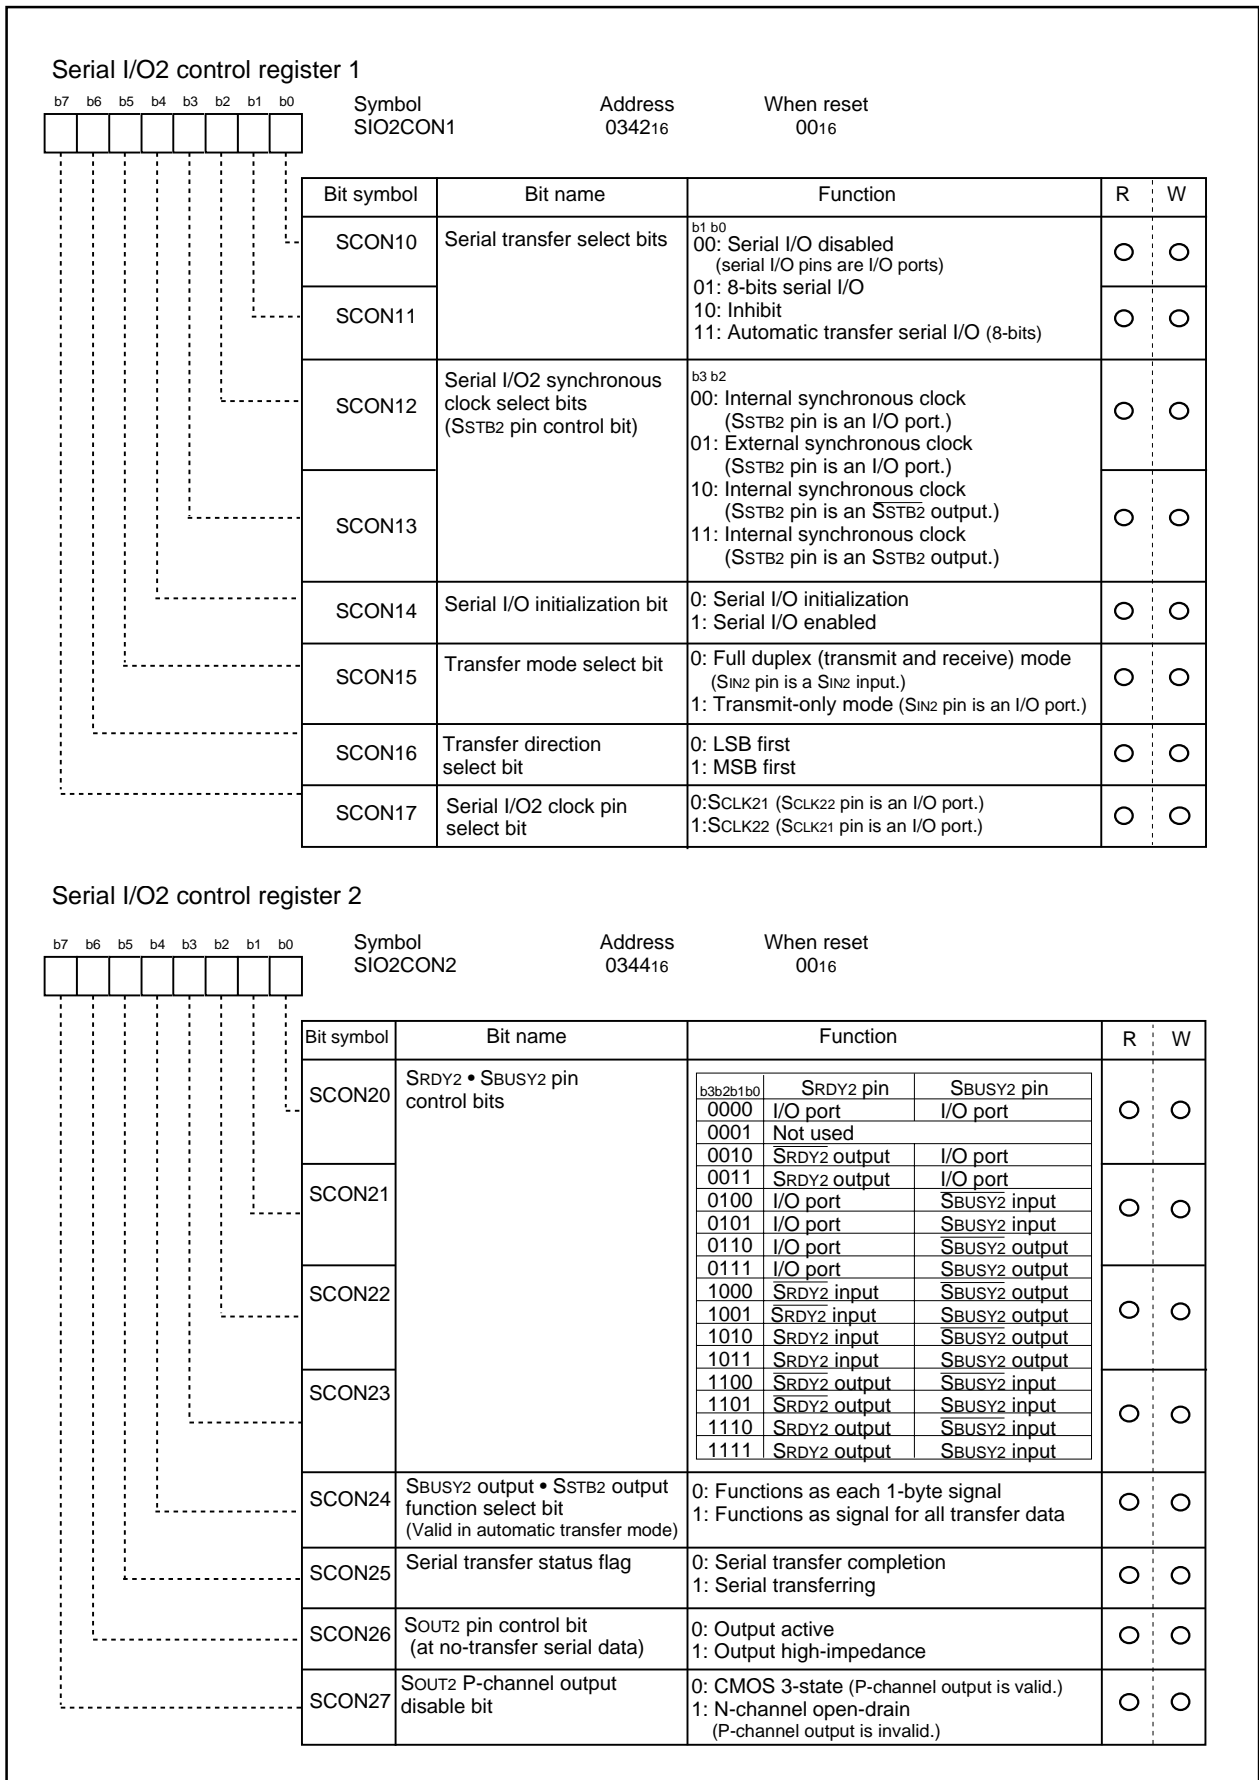 Serial I/O2 control register 1
b7 b6 b5 b4 b3 b2 b1 b0
Symbol Address When reset
SIO2CON1 034216 0016
Bit symbol Bit name Function R W
SCON10 Serial transfer select bits
b1 b0
00: Serial I/O disabled
(serial I/O pins are I/O ports)
01: 8-bits serial I/O
SCON11
10: Inhibit
11: Automatic transfer serial I/O (8-bits)
SCON12
Serial I/O2 synchronous
clock select bits
(SSTB2 pin control bit)
b3 b2
00: Internal synchronous clock
(SSTB2 pin is an I/O port.)
01: External synchronous clock
(SSTB2 pin is an I/O port.)
SCON13
10: Internal synchronous clock
(SSTB2 pin is an S̅S̅T̅B̅2̅ output.)
11: Internal synchronous clock
(SSTB2 pin is an SSTB2 output.)
SCON14 Serial I/O initialization bit
0: Serial I/O initialization
1: Serial I/O enabled
SCON15 Transfer mode select bit
0: Full duplex (transmit and receive) mode
(SIN2 pin is a SIN2 input.)
1: Transmit-only mode (SIN2 pin is an I/O port.)
SCON16
Transfer direction
select bit
0: LSB first
1: MSB first
SCON17
Serial I/O2 clock pin
select bit
0:SCLK21 (SCLK22 pin is an I/O port.)
1:SCLK22 (SCLK21 pin is an I/O port.)
Serial I/O2 control register 2
b7 b6 b5 b4 b3 b2 b1 b0
Symbol Address When reset
SIO2CON2 034416 0016
Bit symbol Bit name Function R W
SCON20
SRDY2 • SBUSY2 pin
control bits
SCON21
SCON22
SCON23
b3b2b1b0 SRDY2 pin SBUSY2 pin
0000 I/O port I/O port
0001 Not used
0010 S̅R̅D̅Y̅2̅ output I/O port
0011 SRDY2 output I/O port
0100 I/O port S̅B̅U̅S̅Y̅2̅ input
0101 I/O port SBUSY2 input
0110 I/O port S̅B̅U̅S̅Y̅2̅ output
0111 I/O port SBUSY2 output
1000 S̅R̅D̅Y̅2̅ input S̅B̅U̅S̅Y̅2̅ output
1001 S̅R̅D̅Y̅2̅ input SBUSY2 output
1010 SRDY2 input S̅B̅U̅S̅Y̅2̅ output
1011 SRDY2 input SBUSY2 output
1100 S̅R̅D̅Y̅2̅ output S̅B̅U̅S̅Y̅2̅ input
1101 S̅R̅D̅Y̅2̅ output SBUSY2 input
1110 SRDY2 output S̅B̅U̅S̅Y̅2̅ input
1111 SRDY2 output SBUSY2 input
SCON24
SBUSY2 output • SSTB2 output
function select bit
(Valid in automatic transfer mode)
0: Functions as each 1-byte signal
1: Functions as signal for all transfer data
SCON25 Serial transfer status flag
0: Serial transfer completion
1: Serial transferring
SCON26
SOUT2 pin control bit
(at no-transfer serial data)
0: Output active
1: Output high-impedance
SCON27
SOUT2 P-channel output
disable bit
0: CMOS 3-state (P-channel output is valid.)
1: N-channel open-drain
(P-channel output is invalid.)